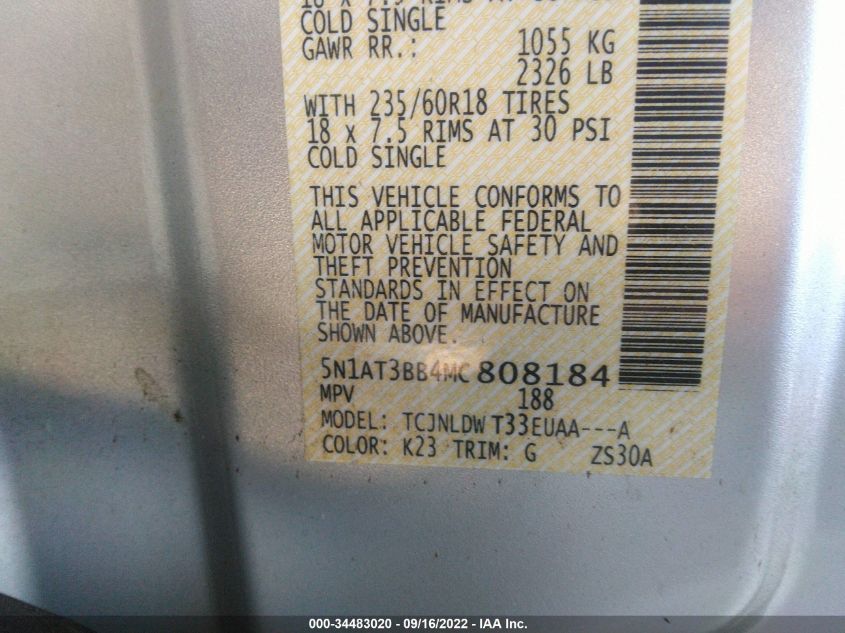 COLD SINGLE
GAWR RR.: 1055 KG
2326 LB
WITH 235/60R18 TIRES
18 x 7.5 RIMS AT 30 PSI
COLD SINGLE
THIS VEHICLE CONFORMS TO
ALL APPLICABLE FEDERAL
MOTOR VEHICLE SAFETY AND
THEFT PREVENTION
STANDARDS IN EFFECT ON
THE DATE OF MANUFACTURE
SHOWN ABOVE.
5N1AT3BB4MC808184
MPV 188
MODEL: TCJNLDW T33EUAA---A
COLOR: K23 TRIM: G ZS30A
000-34483020 - 09/16/2022 - IAA Inc.